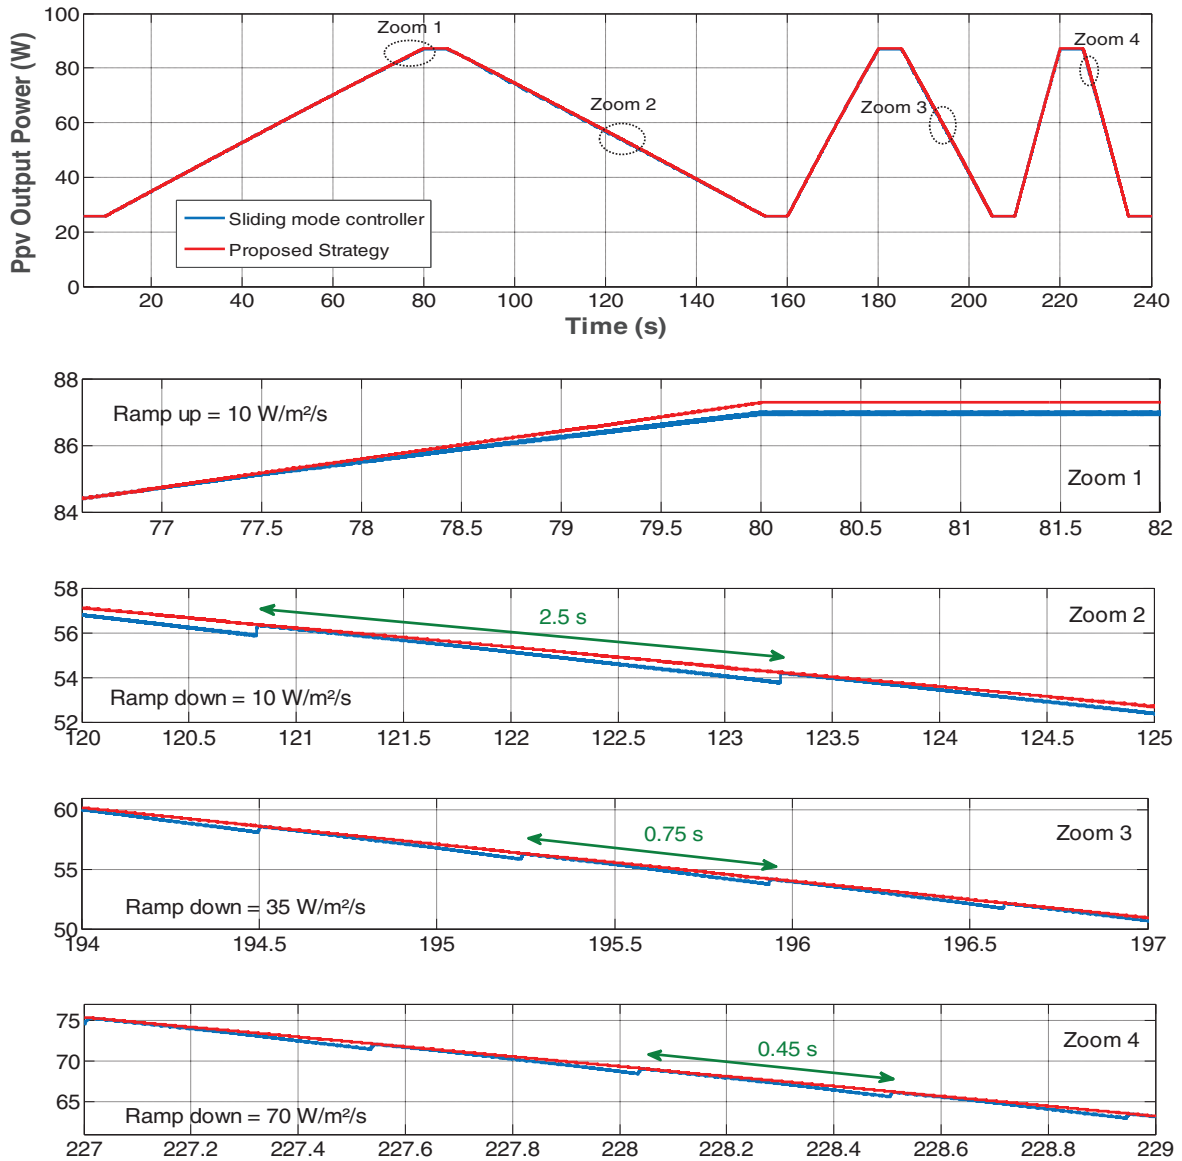 100
80
60
40
20
0
Ppv Output Power (W)
Zoom 1
Zoom 2
Zoom 3
Zoom 4
Sliding mode controller
Proposed Strategy
20 40 60 80 100 120 140 160 180 200 220 240
Time (s)
88
86
84
Ramp up = 10 W/m²/s
Zoom 1
77 77.5 78 78.5 79 79.5 80 80.5 81 81.5 82
58
56
54
52
2.5 s
Zoom 2
Ramp down = 10 W/m²/s
120 120.5 121 121.5 122 122.5 123 123.5 124 124.5 125
60
55
50
0.75 s
Zoom 3
Ramp down = 35 W/m²/s
194 194.5 195 195.5 196 196.5 197
75
70
65
0.45 s
Zoom 4
Ramp down = 70 W/m²/s
227 227.2 227.4 227.6 227.8 228 228.2 228.4 228.6 228.8 229